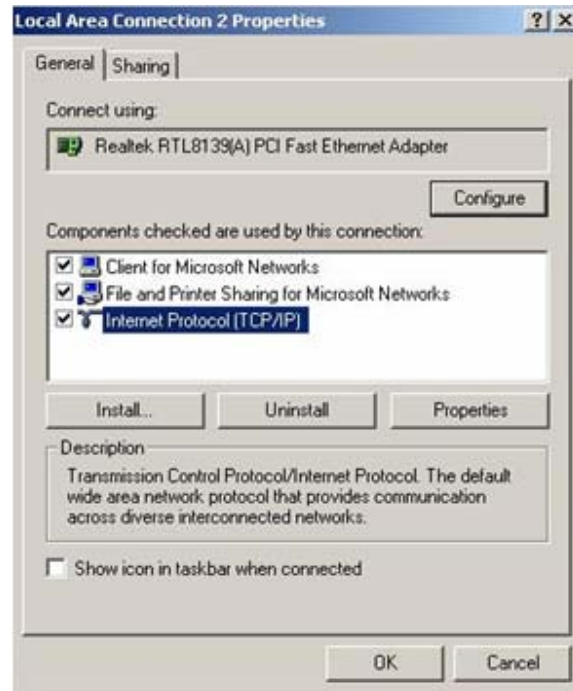 Local Area Connection 2 Properties
General
Sharing
Connect using:
Realtek RTL8139(A) PCI Fast Ethernet Adapter
Configure
Components checked are used by this connection:
Client for Microsoft Networks
File and Printer Sharing for Microsoft Networks
Internet Protocol (TCP/IP)
Install...
Uninstall
Properties
Description
Transmission Control Protocol/Internet Protocol. The default
wide area network protocol that provides communication
across diverse interconnected networks.
Show icon in taskbar when connected
OK
Cancel